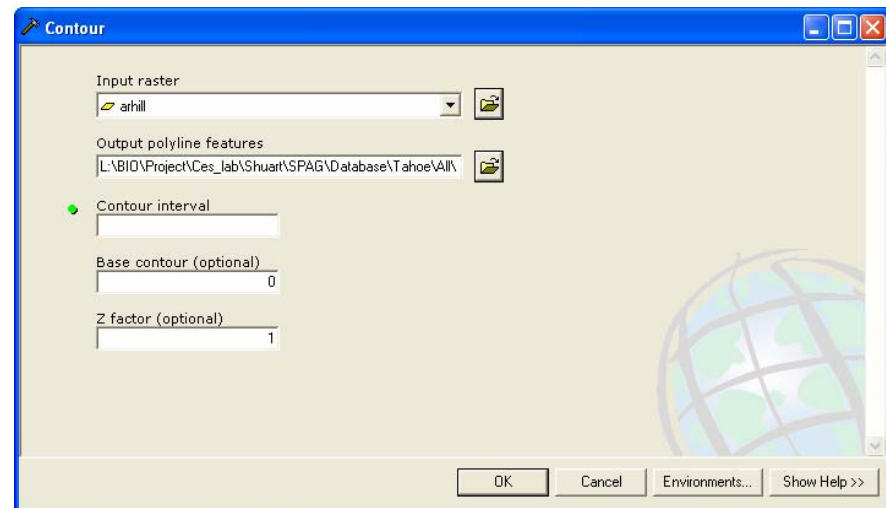 Contour
Input raster
arhill
Output polyline features
L:\BIO\Project\Ces_lab\Shuart\SPAG\Database\Tahoe\All\
Contour interval
Base contour (optional)
0
Z factor (optional)
1
OK Cancel Environments... Show Help >>